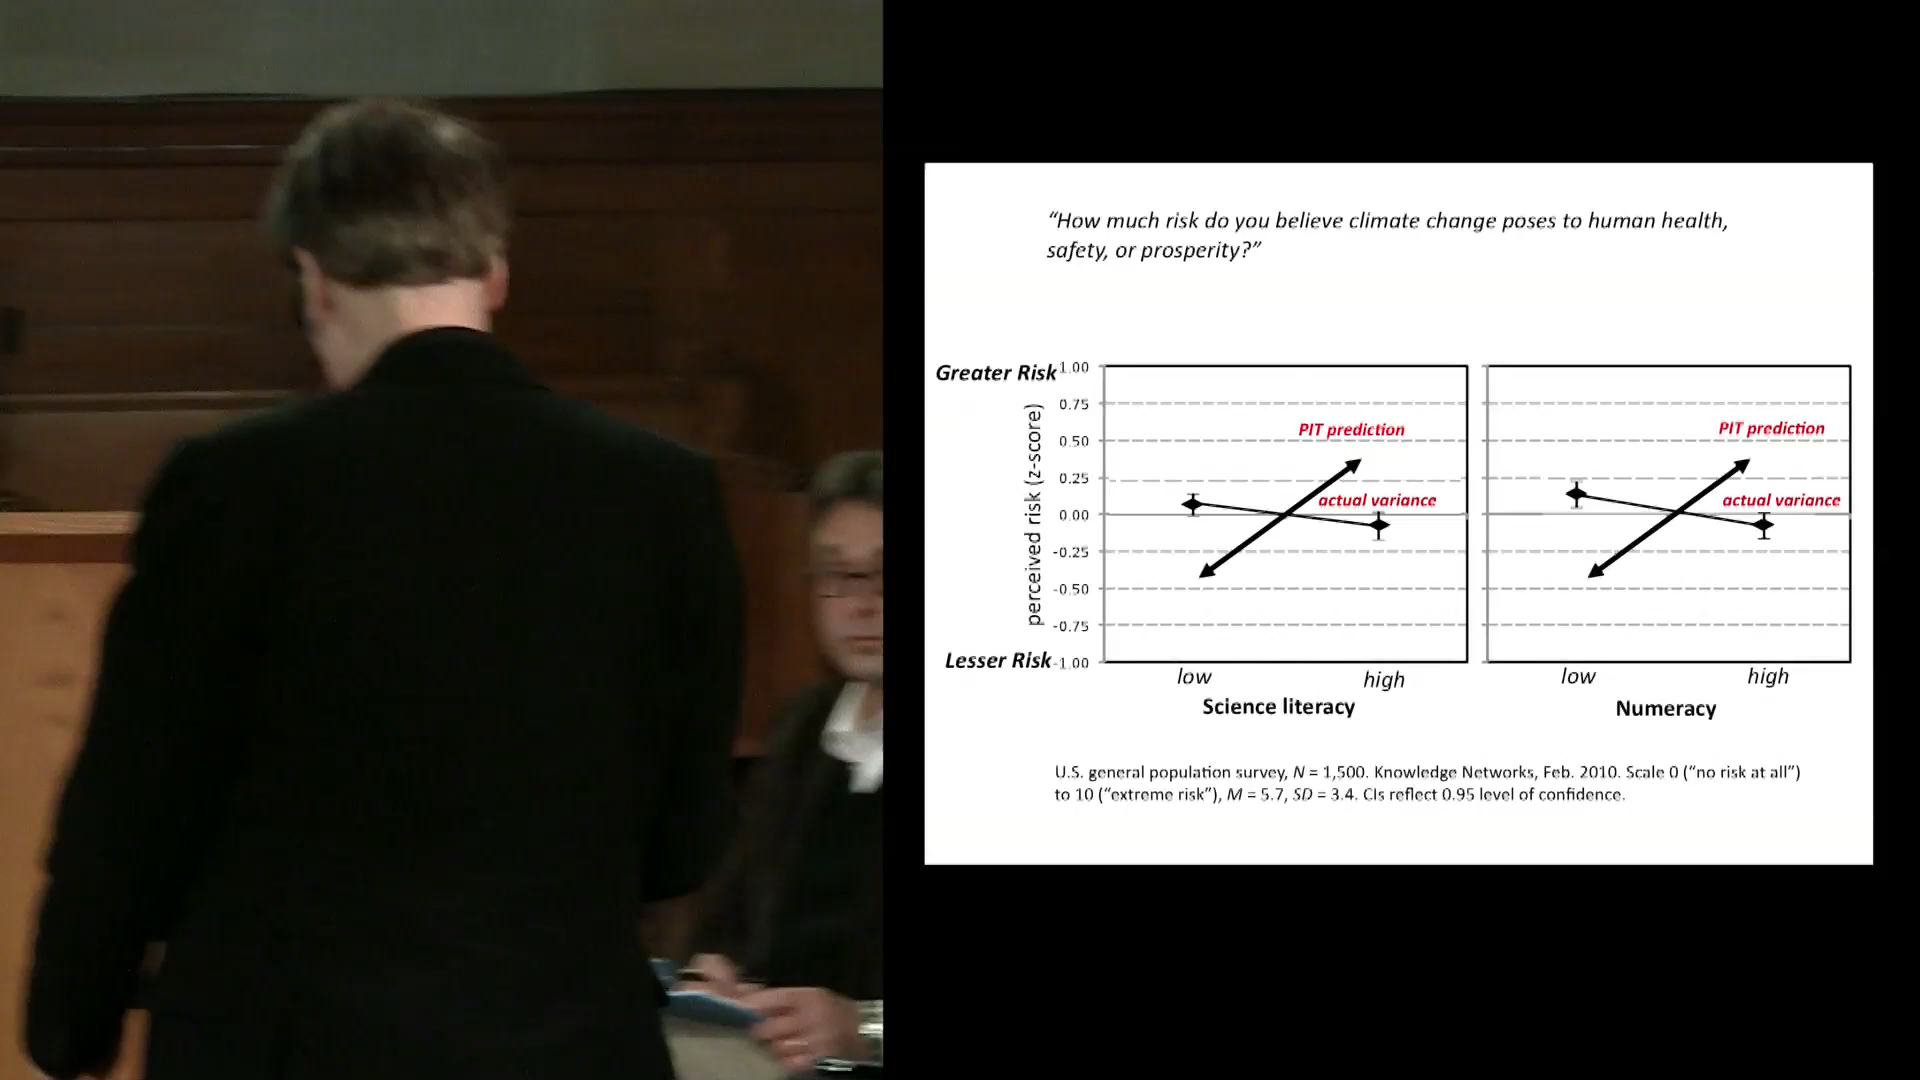 “How much risk do you believe climate change poses to human health,
safety, or prosperity?”
Greater Risk
perceived risk (z-score)
Lesser Risk
1.00
0.75
0.50
0.25
0.00
-0.25
-0.50
-0.75
-1.00
PIT prediction
actual variance
low
high
Science literacy
PIT prediction
actual variance
low
high
Numeracy
U.S. general population survey, N = 1,500. Knowledge Networks, Feb. 2010. Scale 0 (“no risk at all”)
to 10 (“extreme risk”), M = 5.7, SD = 3.4. CIs reflect 0.95 level of confidence.